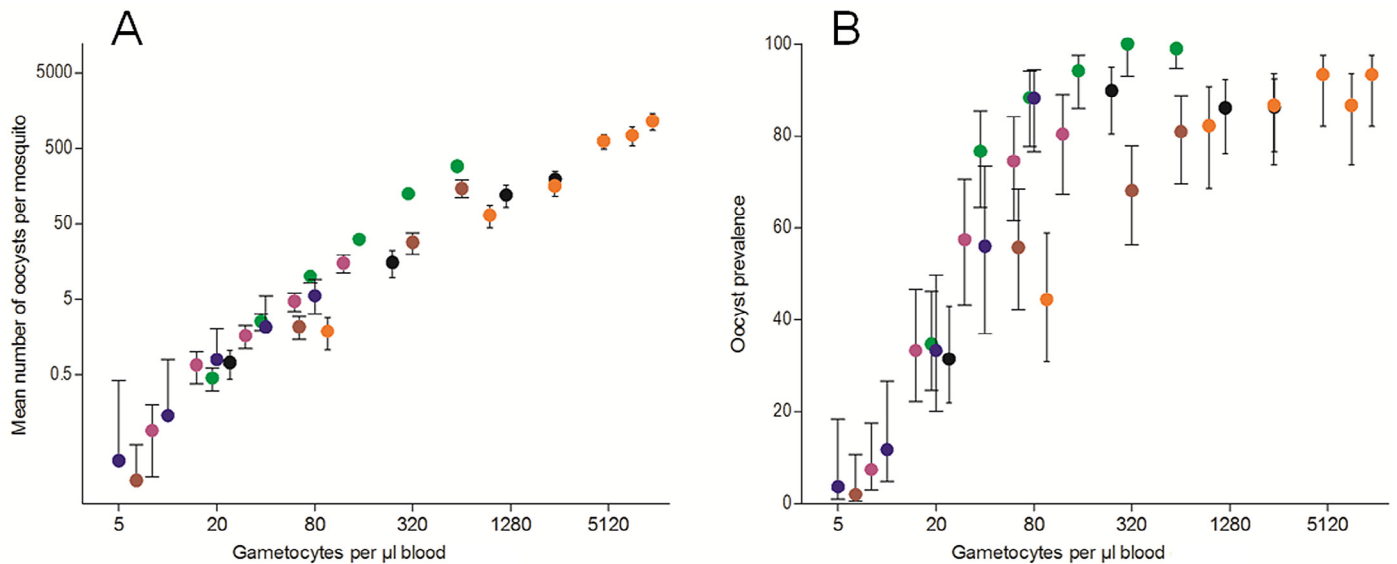 A
Mean number of oocysts per mosquito
5000
500
50
5
0.5
5 20 80 320 1280 5120
Gametocytes per µl blood
B
Oocyst prevalence
100
80
60
40
20
0
5 20 80 320 1280 5120
Gametocytes per µl blood